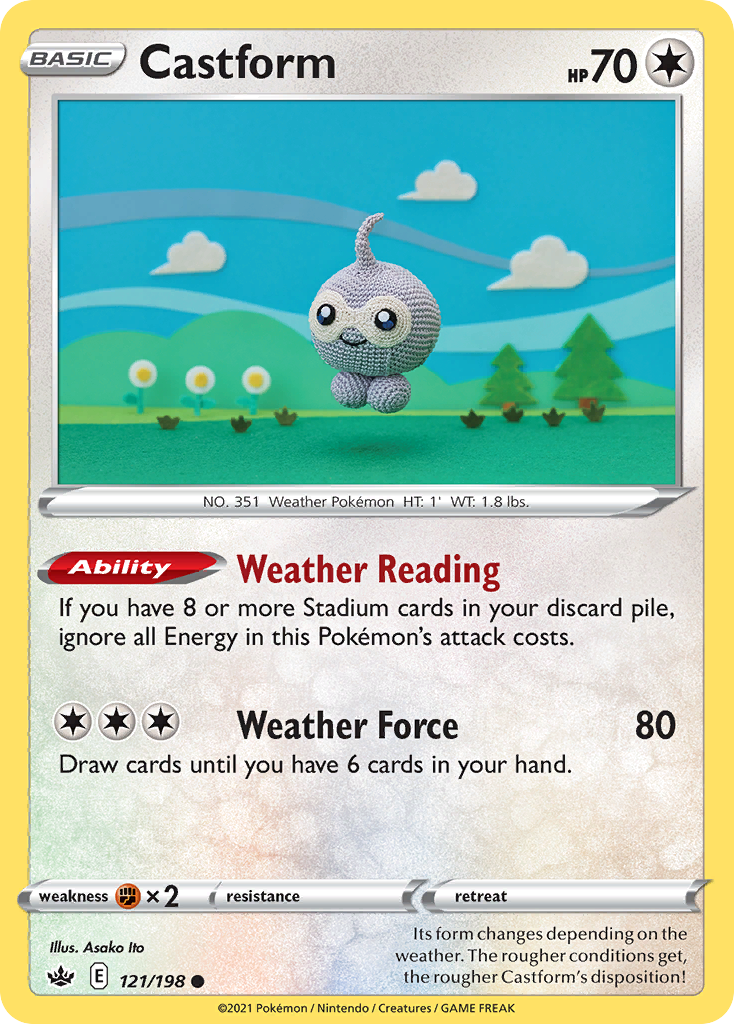 BASIC Castform HP70
NO. 351 Weather Pokémon HT: 1' WT: 1.8 lbs.
Ability Weather Reading
If you have 8 or more Stadium cards in your discard pile,
ignore all Energy in this Pokémon's attack costs.
Weather Force 80
Draw cards until you have 6 cards in your hand.
weakness ×2 resistance retreat
Its form changes depending on the
weather. The rougher conditions get,
the rougher Castform's disposition!
Illus. Asako Ito
E 121/198
©2021 Pokémon / Nintendo / Creatures / GAME FREAK